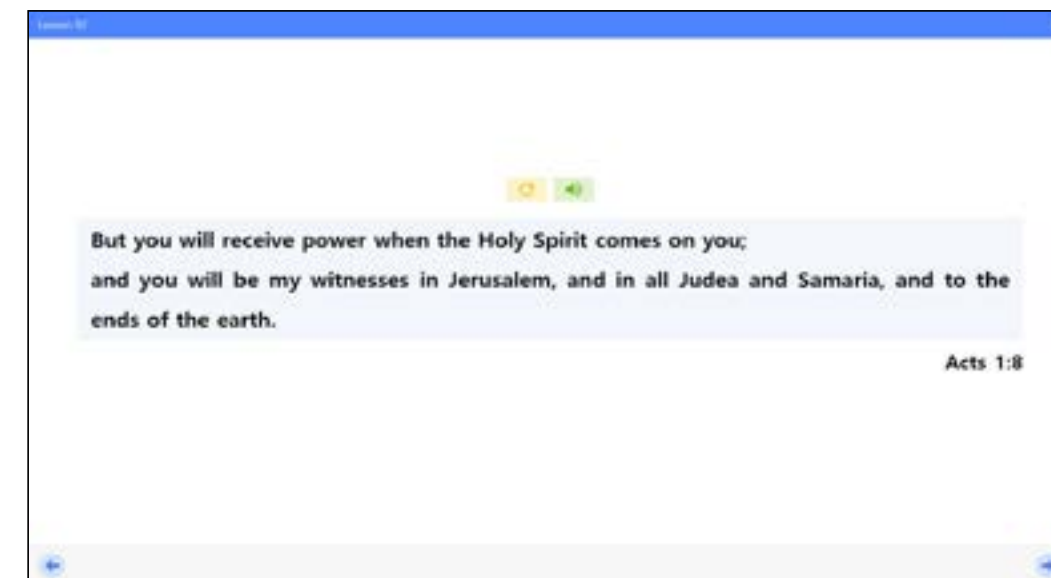 But you will receive power when the Holy Spirit comes on you;
and you will be my witnesses in Jerusalem, and in all Judea and Samaria, and to the
ends of the earth.
Acts 1:8